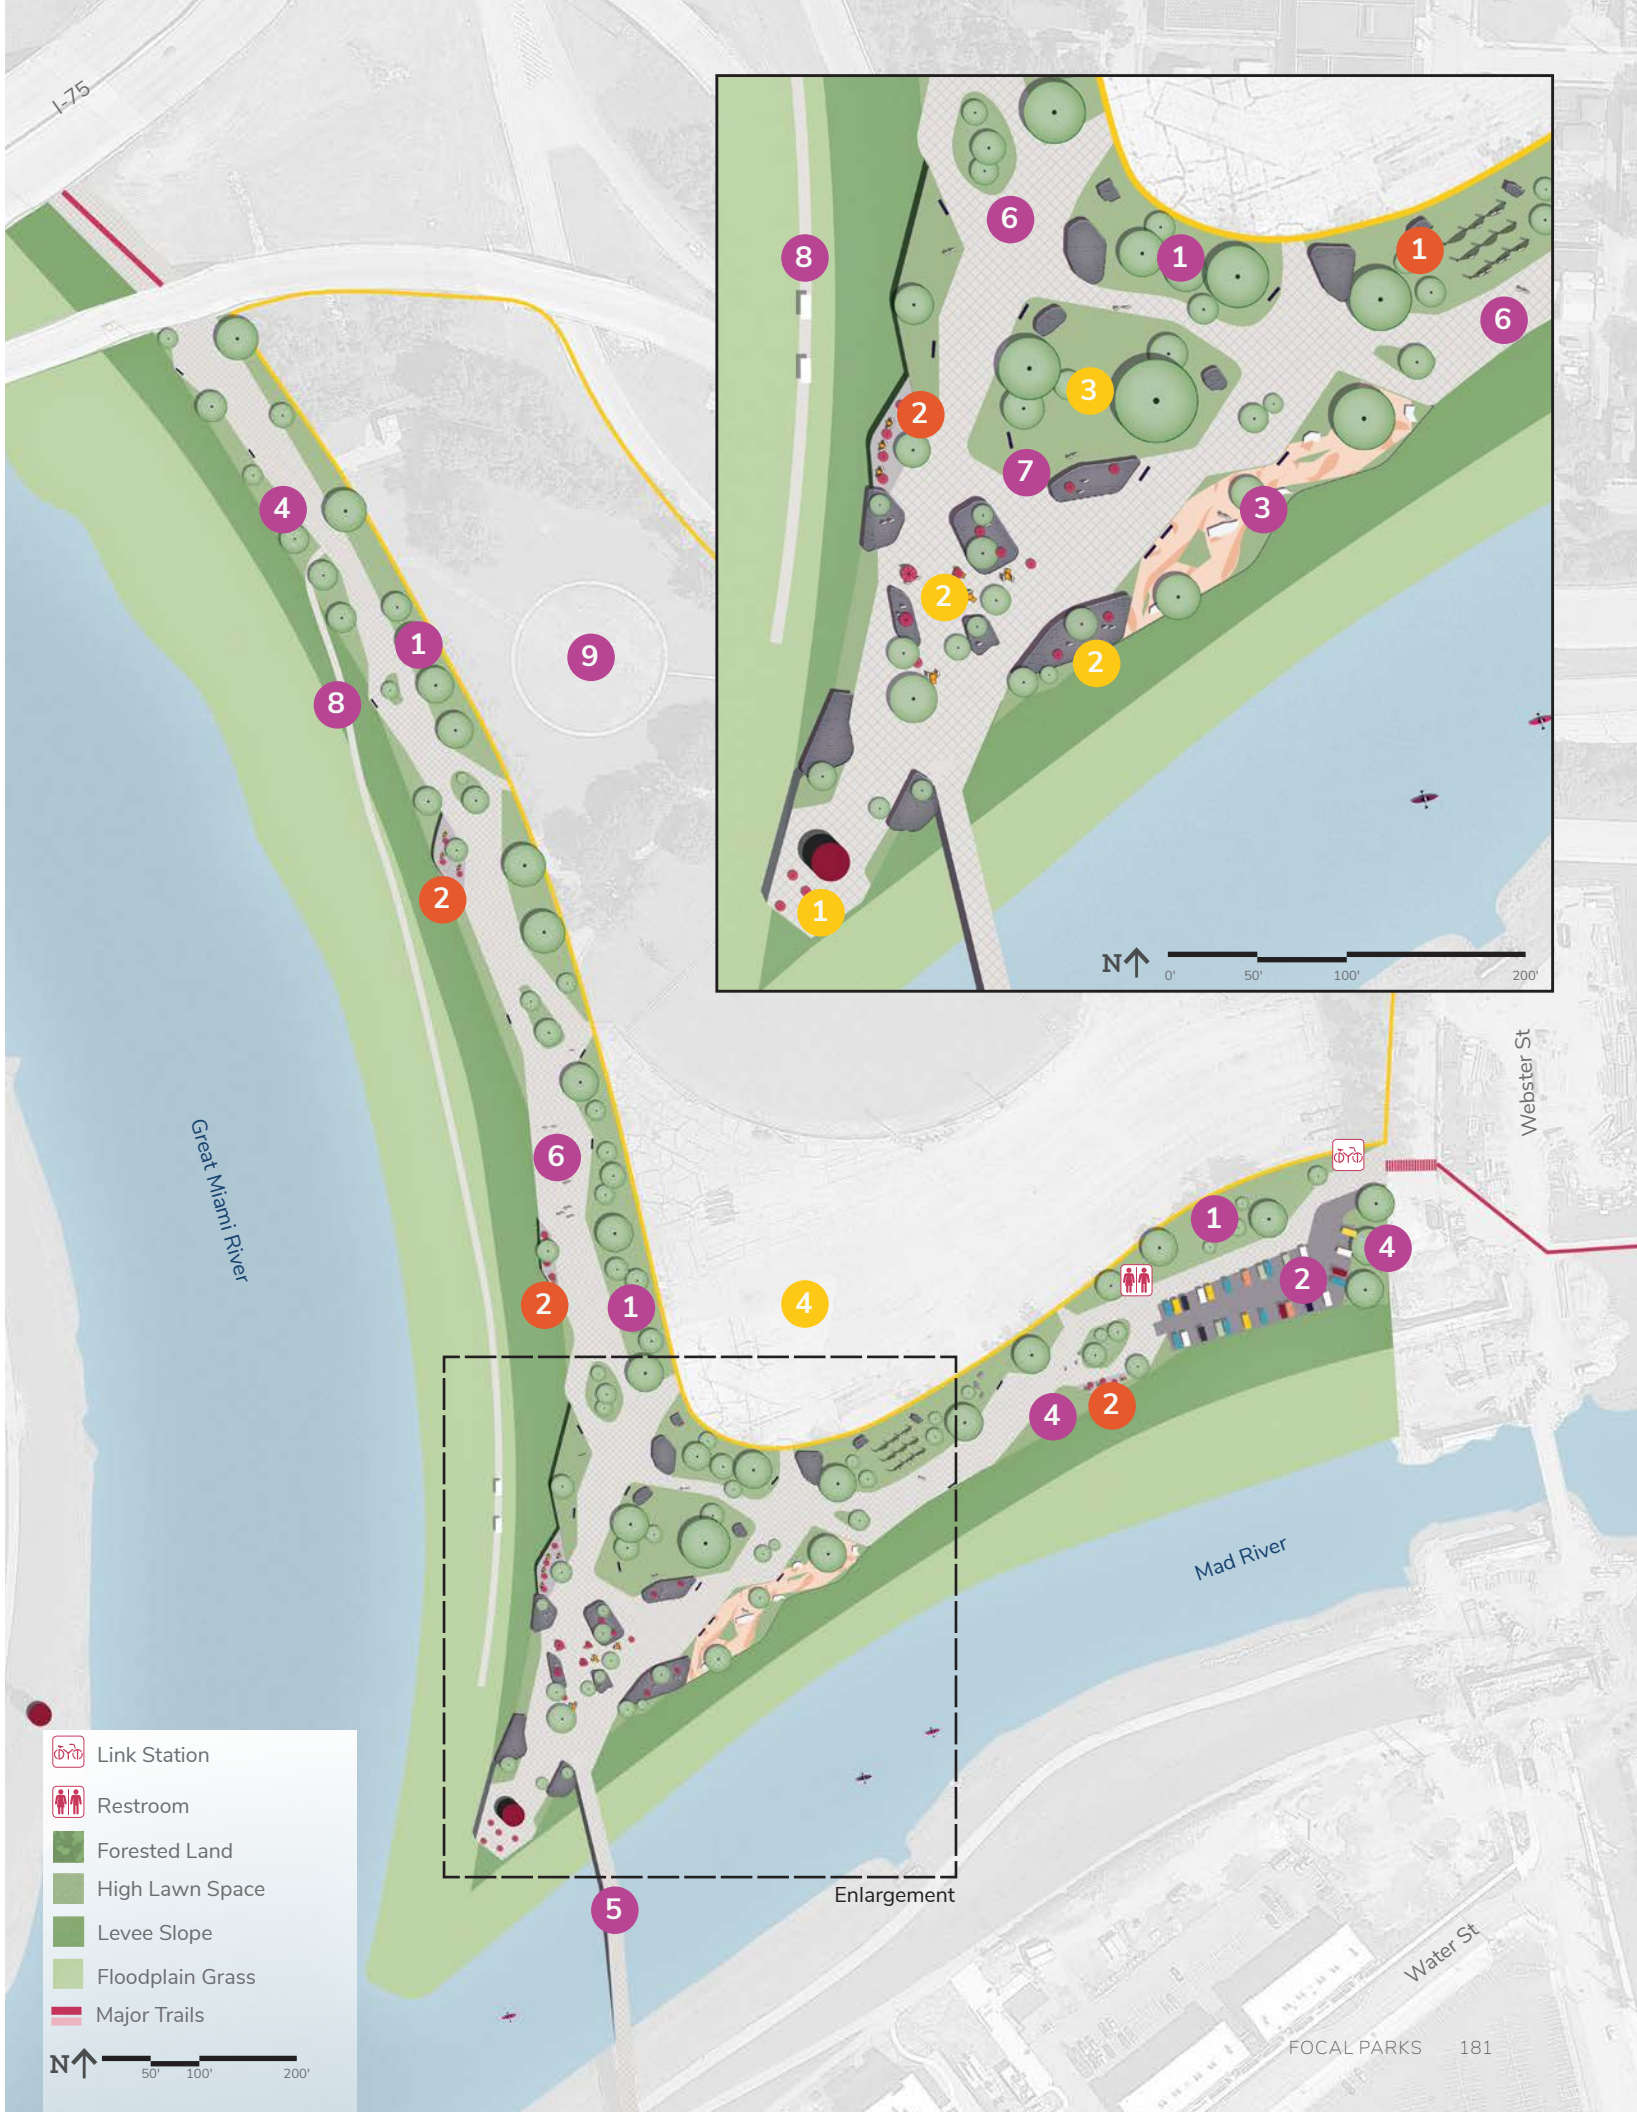 I-75
6
8
1
1
6
2
3
7
3
2
2
1
N
0'
50'
100'
200'
4
1
9
8
2
Webster St
Great Miami River
6
1
4
2
2
1
4
4
2
Mad River
Enlargement
5
Link Station
Restroom
Forested Land
High Lawn Space
Levee Slope
Floodplain Grass
Major Trails
N
50'
100'
200'
Water St
FOCAL PARKS 181